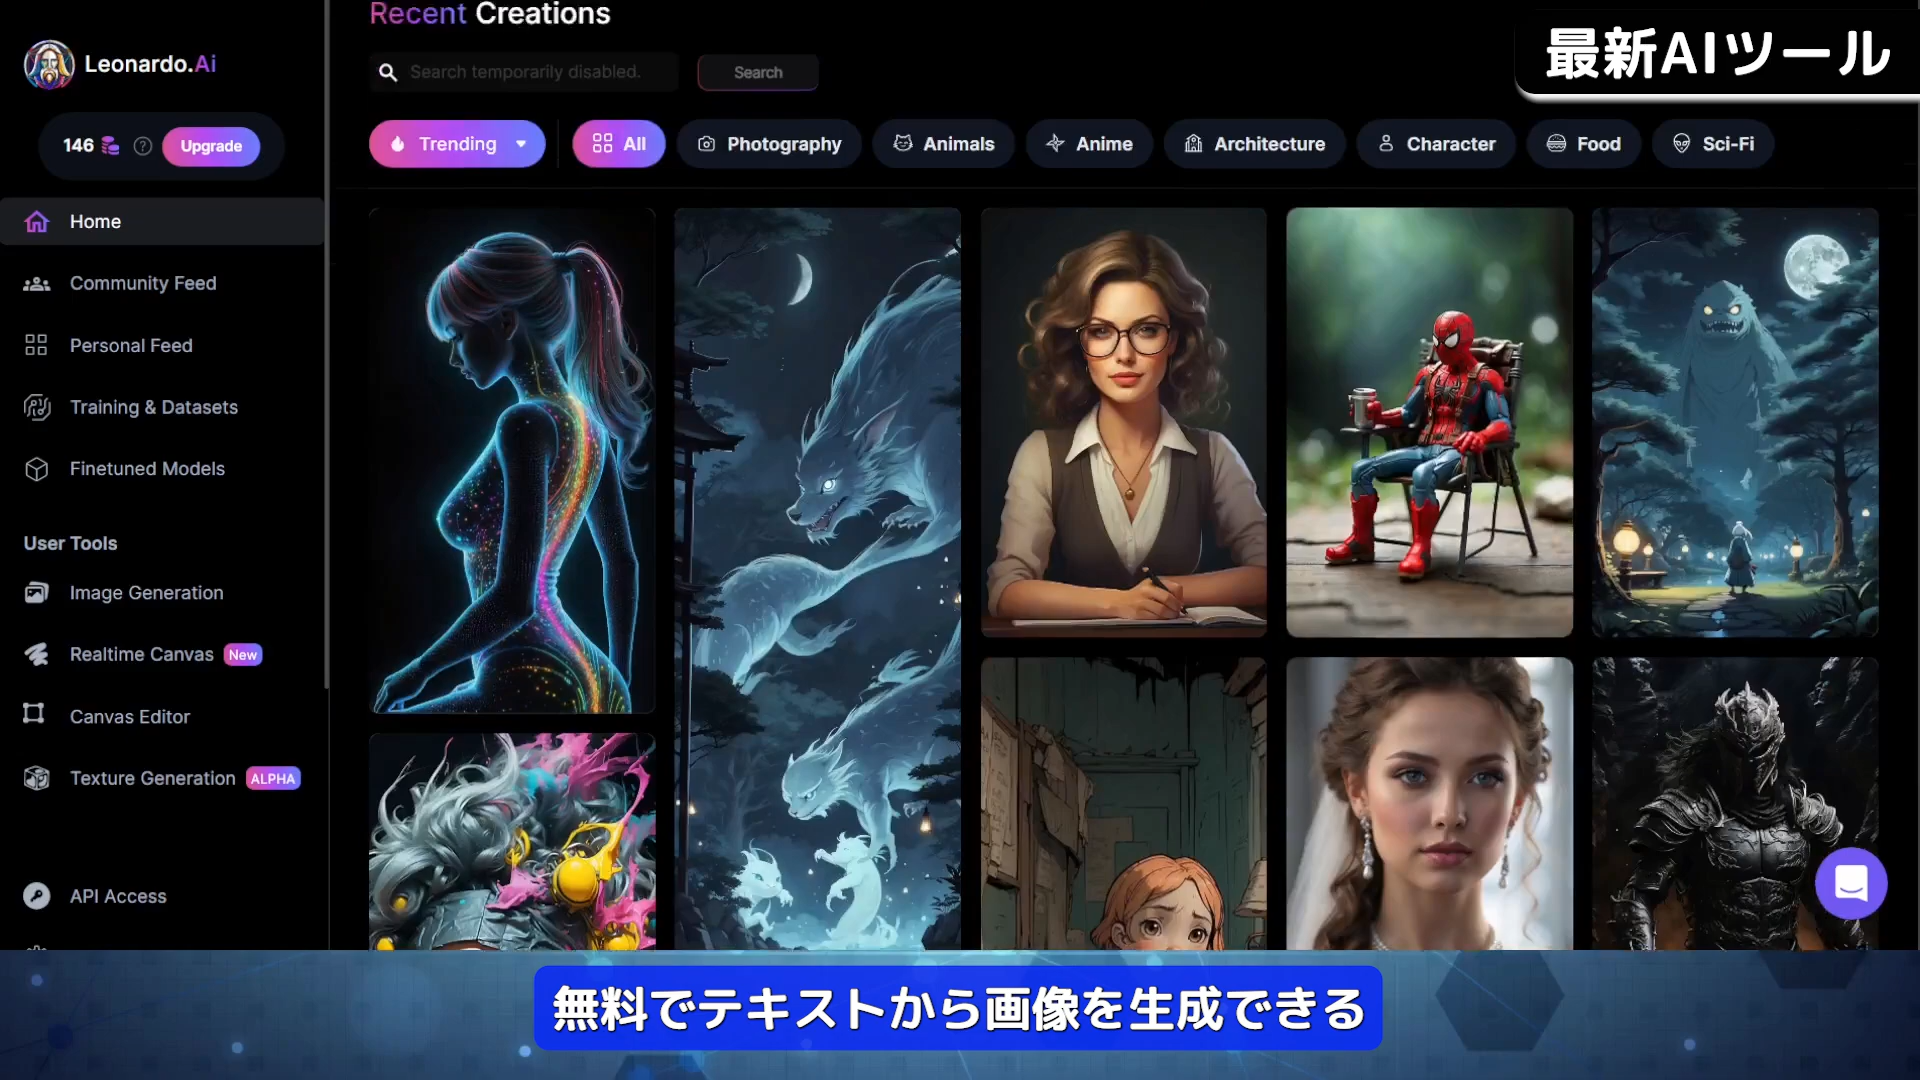 Leonardo.Ai
146
Upgrade
Home
Community Feed
Personal Feed
Training & Datasets
Finetuned Models
User Tools
Image Generation
Realtime Canvas New
Canvas Editor
Texture Generation ALPHA
API Access
Recent Creations
Search temporarily disabled.
Search
最新AIツール
Trending
All
Photography
Animals
Anime
Architecture
Character
Food
Sci-Fi
無料でテキストから画像を生成できる